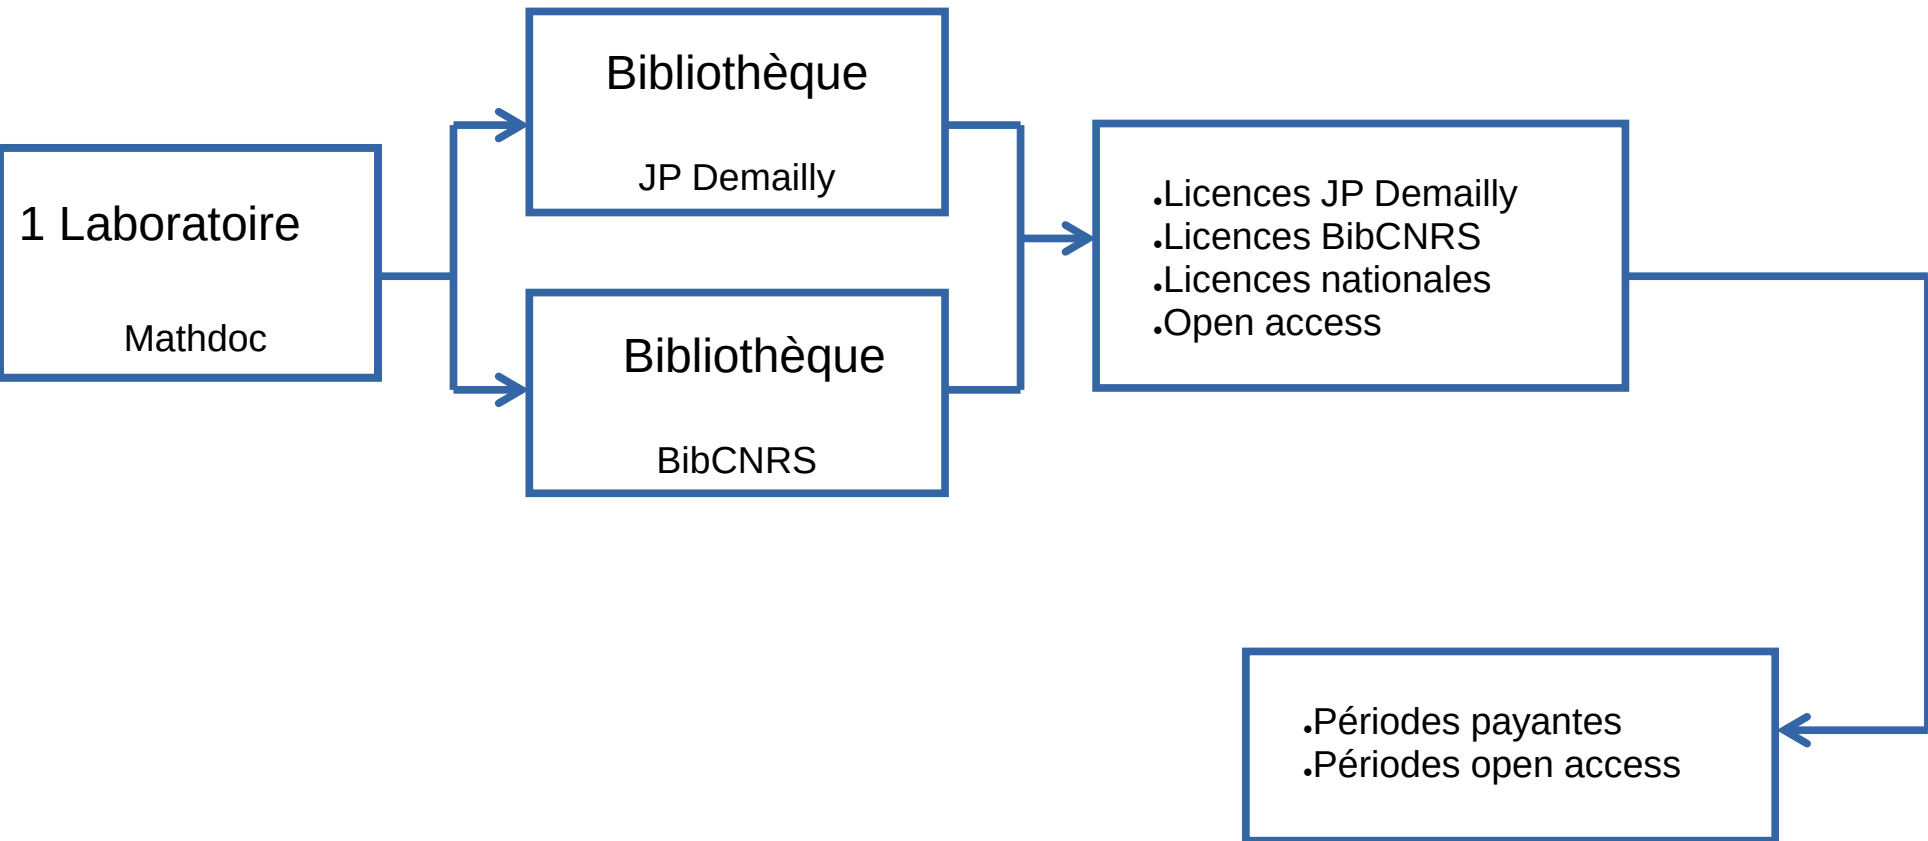 1 Laboratoire
Mathdoc
Bibliothèque
JP Demailly
Bibliothèque
BibCNRS
•Licences JP Demailly
•Licences BibCNRS
•Licences nationales
•Open access
•Périodes payantes
•Périodes open access